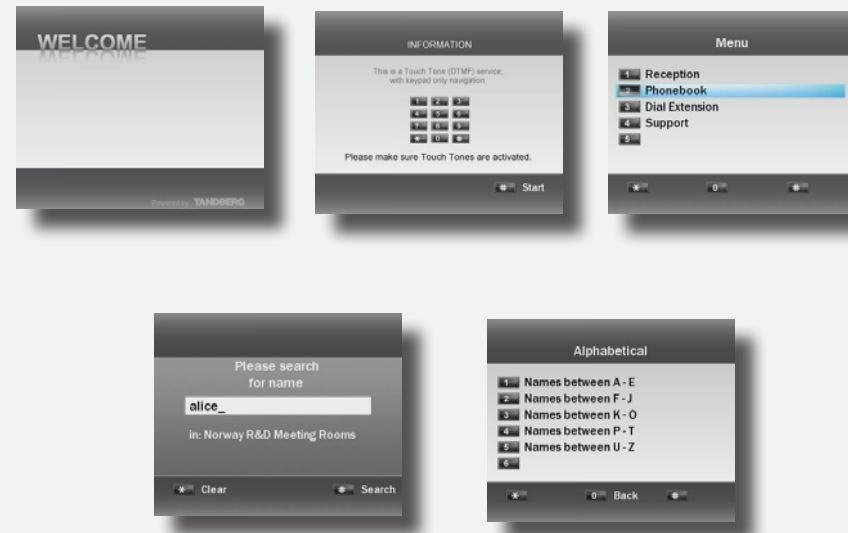 WELCOME
Powered by TANDBERG
INFORMATION
This is a Touch Tone (DTMF) service,
with keypad only navigation.
1 2 3
4 5 6
7 8 9
* 0 #
Please make sure Touch Tones are activated.
# Start
Menu
1 Reception
2 Phonebook
3 Dial Extension
4 Support
5
* 0 #
Please search
for name
alice_
in: Norway R&D Meeting Rooms
* Clear # Search
Alphabetical
1 Names between A - E
2 Names between F - J
3 Names between K - O
4 Names between P - T
5 Names between U - Z
6
* 0 Back #